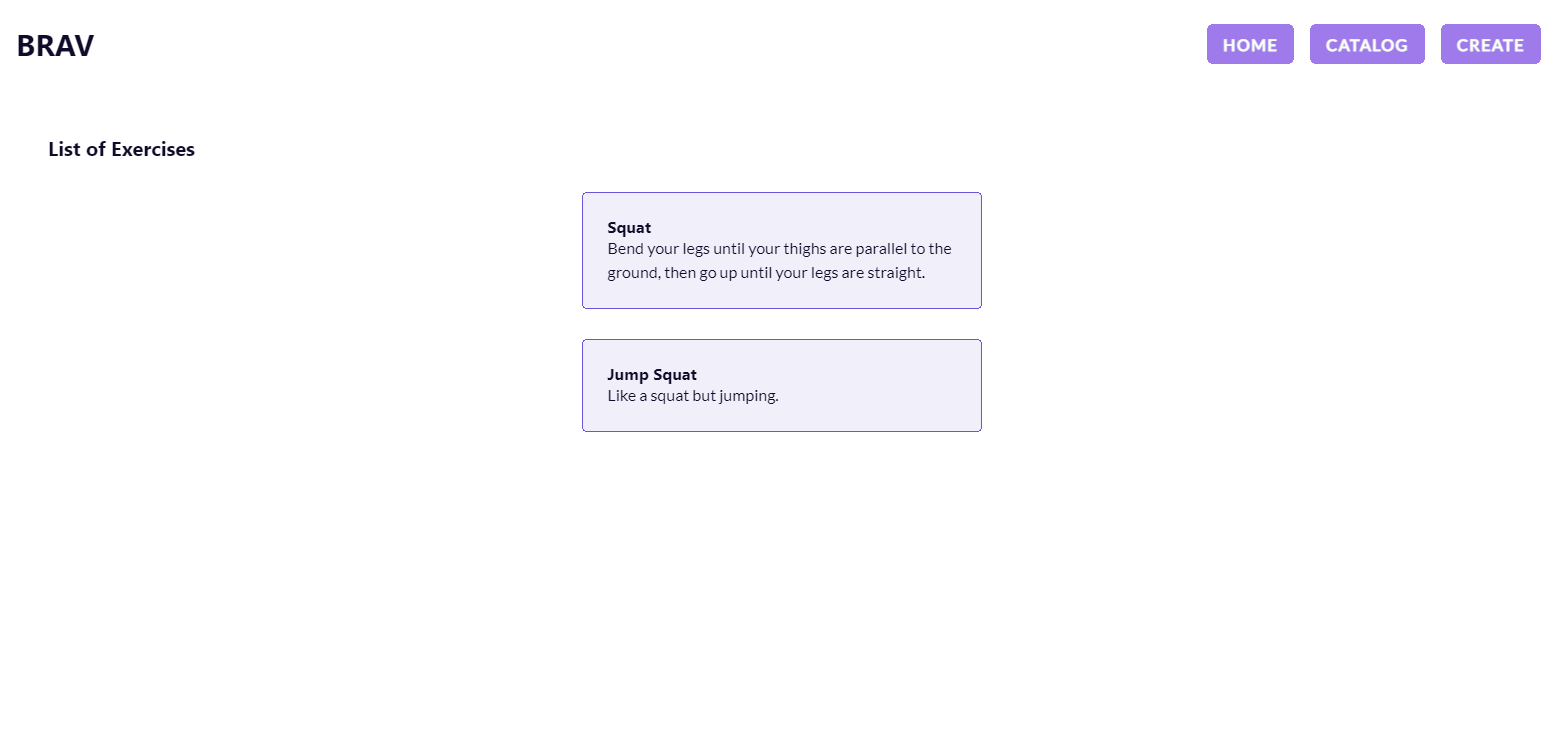 BRAV
HOME
CATALOG
CREATE
List of Exercises
Squat
Bend your legs until your thighs are parallel to the
ground, then go up until your legs are straight.
Jump Squat
Like a squat but jumping.